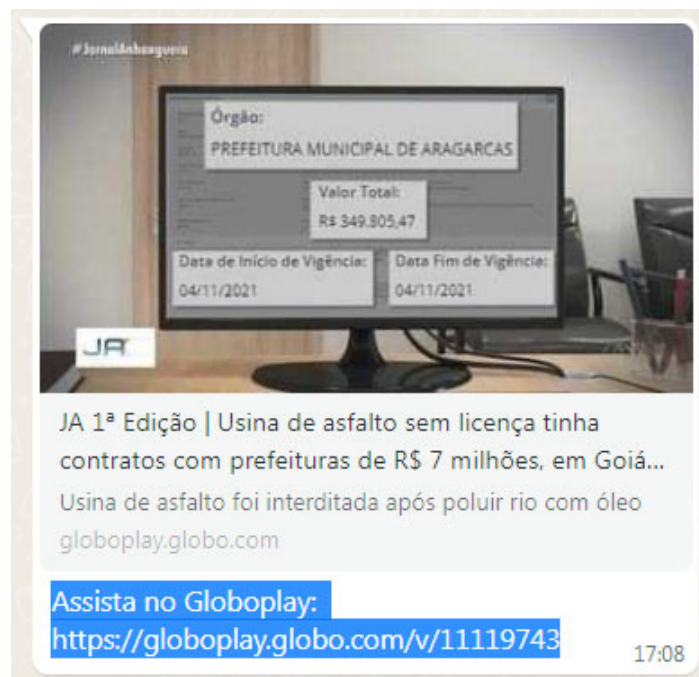 #JornalAnhanguera
Órgão:
PREFEITURA MUNICIPAL DE ARAGARCAS
Valor Total:
R$ 349.805,47
Data de Início de Vigência:
04/11/2021
Data Fim de Vigência:
04/11/2021
JA
JA 1ª Edição | Usina de asfalto sem licença tinha
contratos com prefeituras de R$ 7 milhões, em Goiá...
Usina de asfalto foi interditada após poluir rio com óleo
globoplay.globo.com
Assista no Globoplay:
https://globoplay.globo.com/v/11119743
17:08